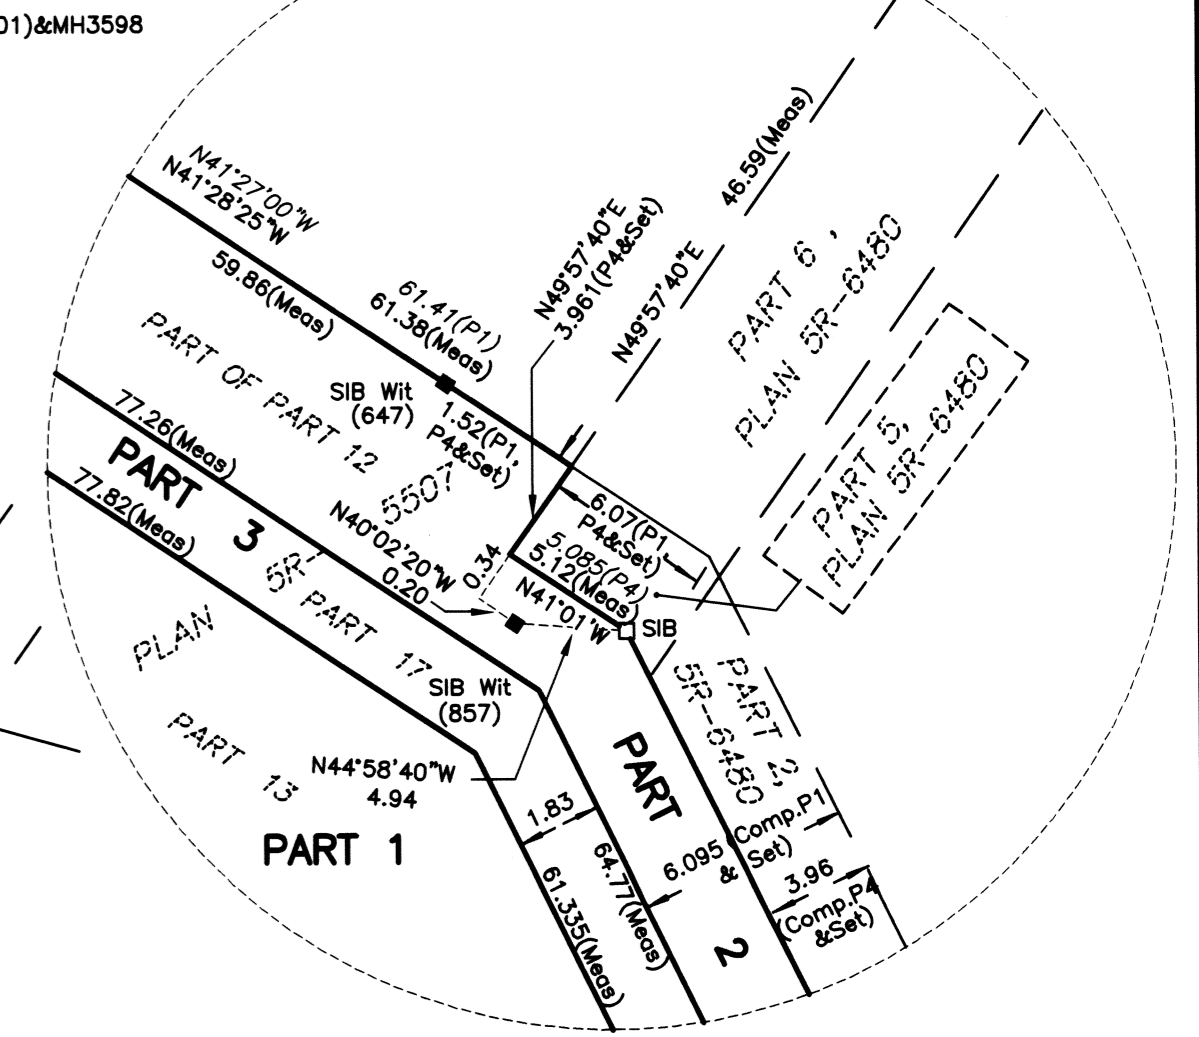 01)&MH3598
N41°27'00"W
N41°28'25"W
59.86(Meas)
61.41(P1)
61.38(Meas)
N49°57'40"E
3.961(P4&Set)
N49°57'40"E
46.59(Meas)
PART 6 ,
PLAN 5R-6480
PART 5,
PLAN 5R-6480
PART OF PART 12
SIB Wit
(647)
1.52(P1,
P4&Set)
77.26(Meas)
77.82(Meas)
PART 3
PLAN 5R-5507
PART 17
PART 13
N40°02'20"W
0.20
0.34
6.07(P1
P4&Set)
5.085(P4)
5.12(Meas)
N41°01'W
SIB
SIB Wit
(857)
N44°58'40"W
4.94
PART 1
PART 2,
5R-6480
PART 2
1.83
6.095 (Comp.P1
& Set)
3.96
(Comp.P4
&Set)
64.77(Meas)
61.335(Meas)